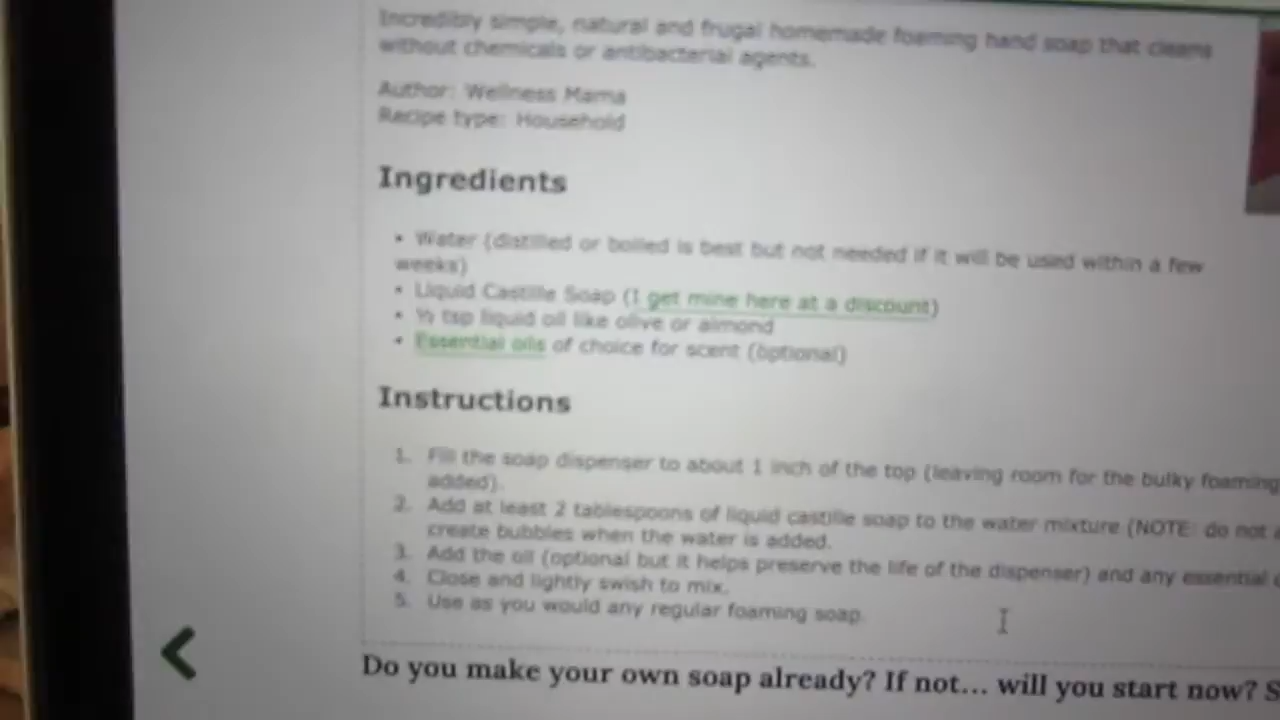 Incredibly simple, natural and frugal homemade foaming hand soap that cleans
without chemicals or antibacterial agents.
Author: Wellness Mama
Recipe type: Household
Ingredients
• Water (distilled or boiled is best but not needed if it will be used within a few
weeks)
• Liquid Castille Soap (I get mine here at a discount)
• ½ tsp liquid oil like olive or almond
• Essential oils of choice for scent (optional)
Instructions
1. Fill the soap dispenser to about 1 inch of the top (leaving room for the bulky foaming
added).
2. Add at least 2 tablespoons of liquid castille soap to the water mixture (NOTE: do not
create bubbles when the water is added.
3. Add the oil (optional but it helps preserve the life of the dispenser) and any essential
4. Close and lightly swish to mix.
5. Use as you would any regular foaming soap.
Do you make your own soap already? If not... will you start now? S